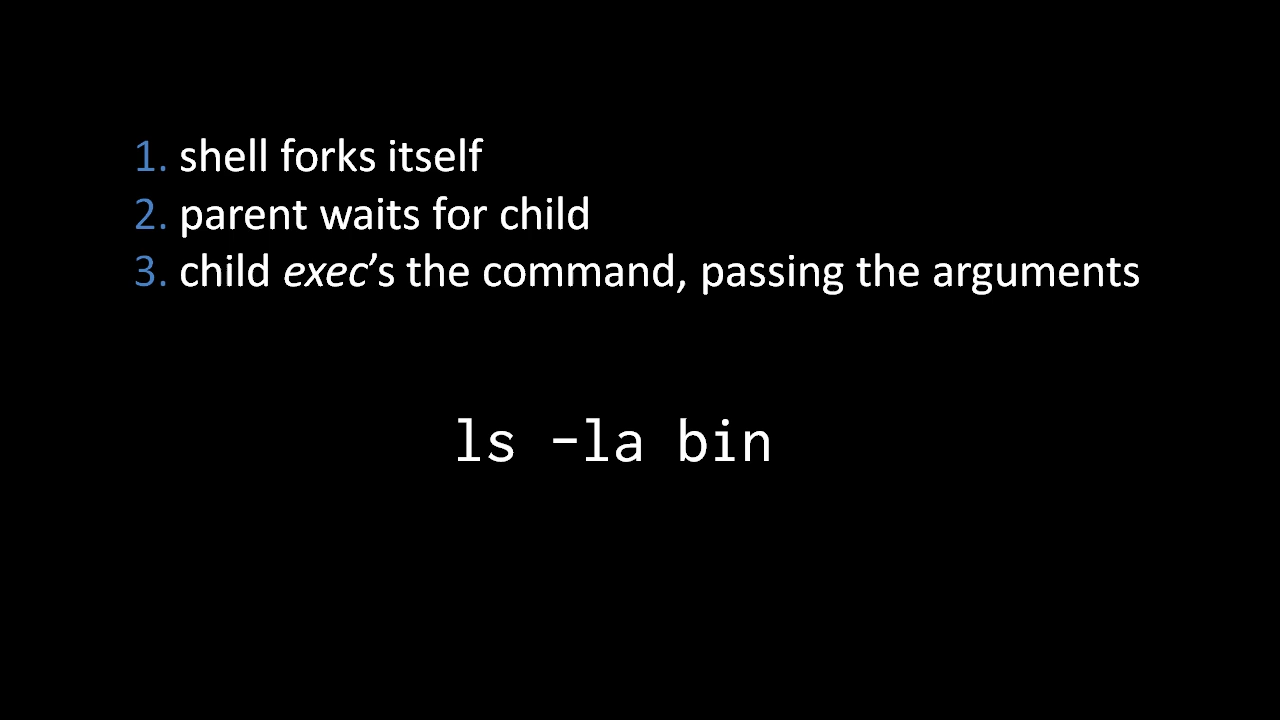 1. shell forks itself
2. parent waits for child
3. child exec’s the command, passing the arguments
ls -la bin